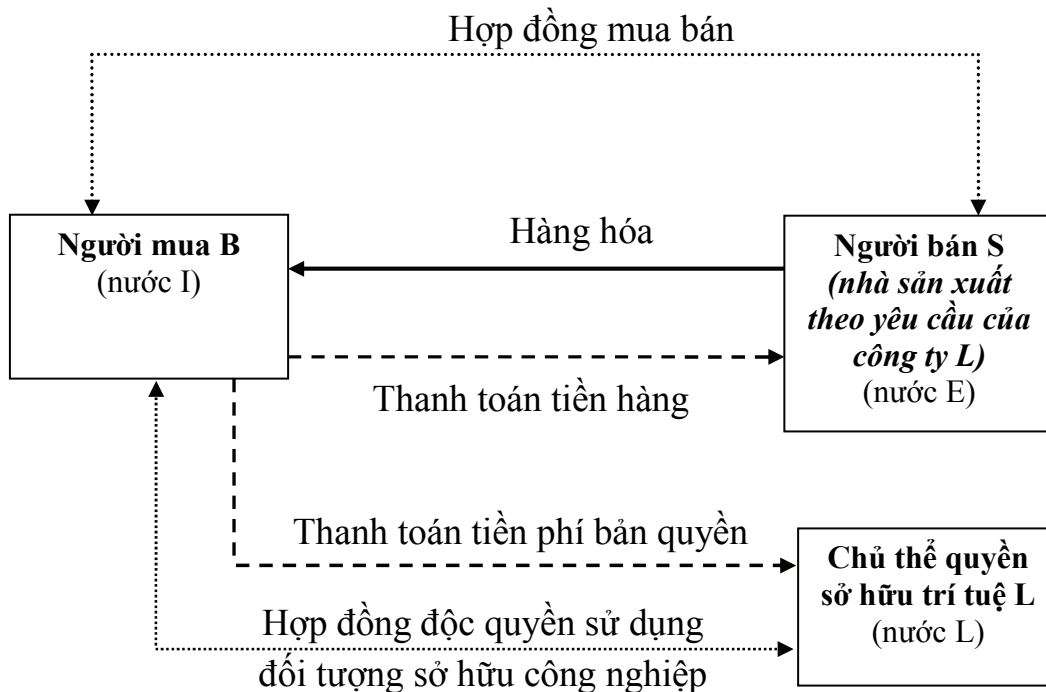 Hợp đồng mua bán
Người mua B
(nước I)
Hàng hóa
Người bán S
(nhà sản xuất
theo yêu cầu của
công ty L)
(nước E)
Thanh toán tiền hàng
Thanh toán tiền phí bản quyền
Chủ thể quyền
sở hữu trí tuệ L
(nước L)
Hợp đồng độc quyền sử dụng
đối tượng sở hữu công nghiệp